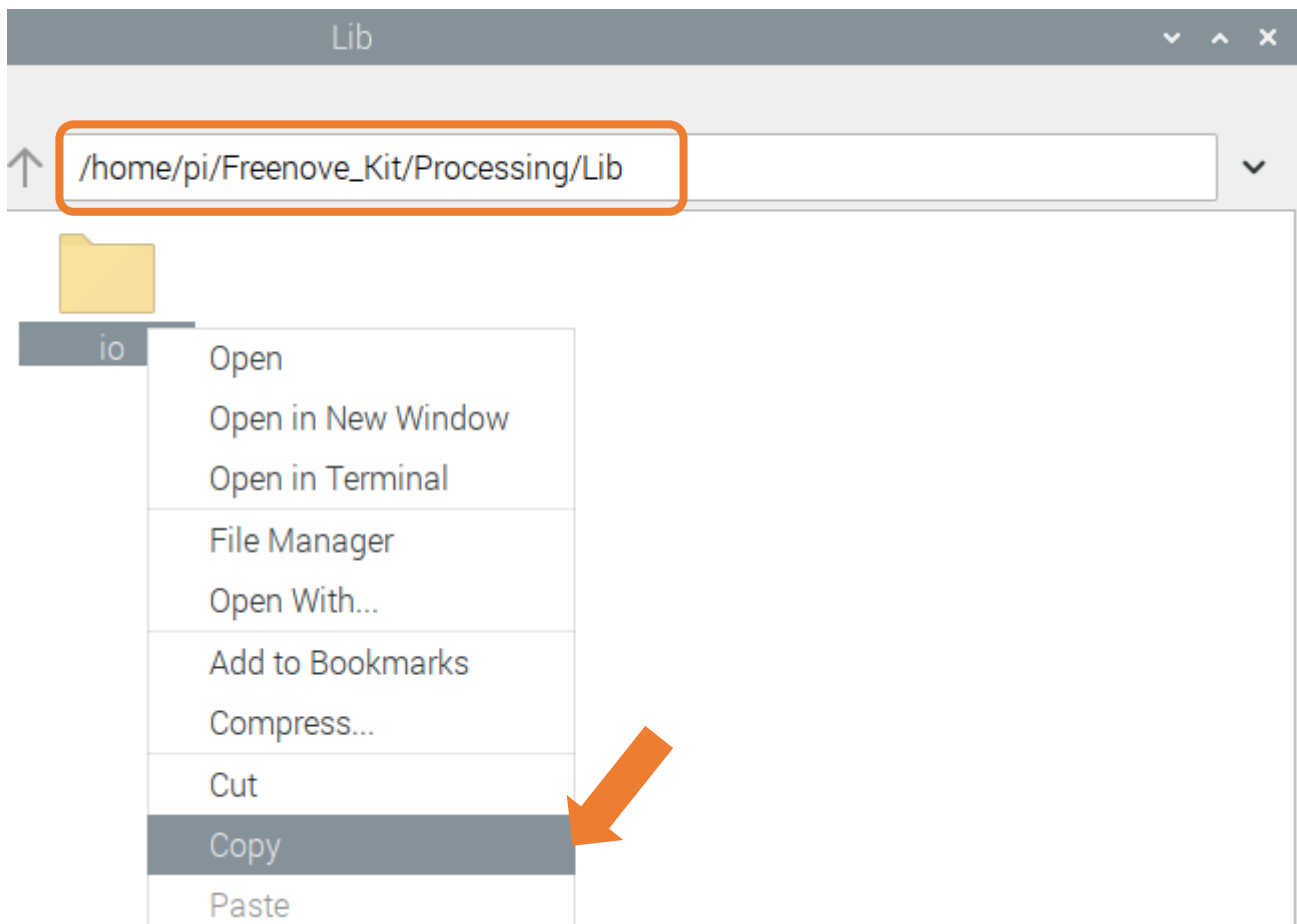 Lib
/home/pi/Freenove_Kit/Processing/Lib
io
Open
Open in New Window
Open in Terminal
File Manager
Open With...
Add to Bookmarks
Compress...
Cut
Copy
Paste